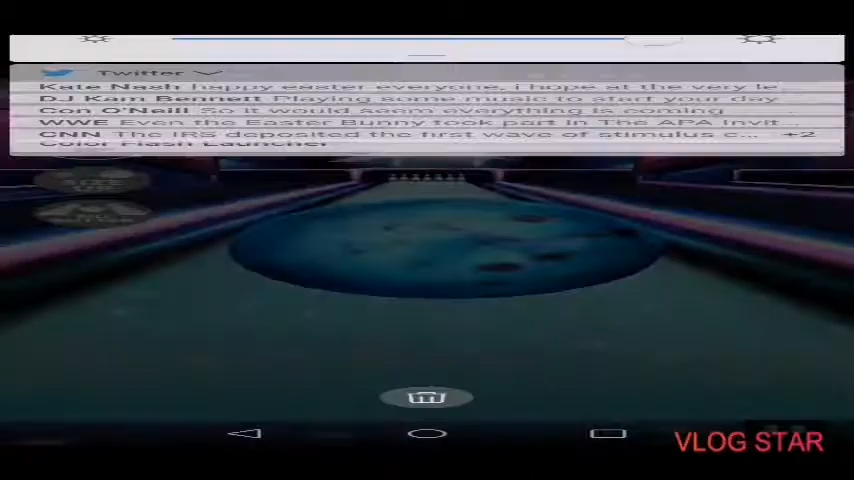 Twitter
Kate Nash happy easter everyone, i hope at the very le
DJ Kam Bennett Playing some music to start your day
Con O'Neill So it would seem everything is coming
WWE Even the Easter Bunny took part in The APA Invit
CNN The IRS deposited the first wave of stimulus c... +2
Color Flash Launcher
VLOG STAR